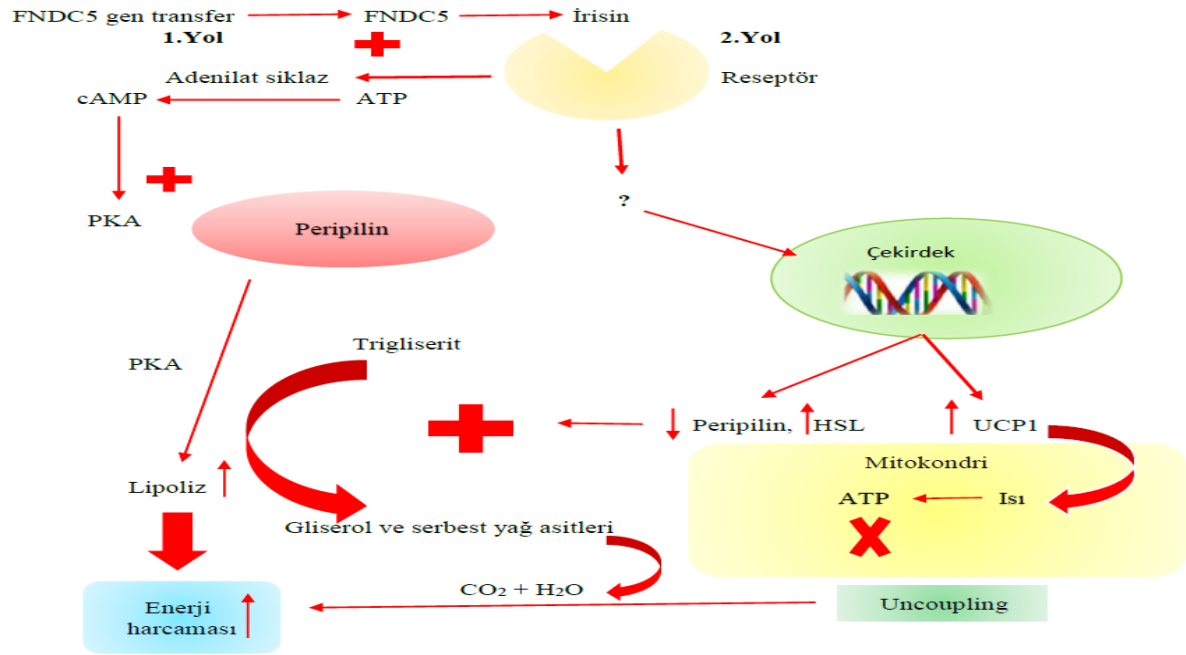 FNDC5 gen transfer
FNDC5
İrisin
1.Yol
2.Yol
Adenilat siklaz
Reseptör
cAMP
ATP
?
PKA
Peripilin
Çekirdek
Trigliserit
PKA
Peripilin,
HSL
UCP1
Mitokondri
Lipoliz
ATP
Isı
Gliserol ve serbest yağ asitleri
CO₂ + H₂O
Uncoupling
Enerji
harcaması